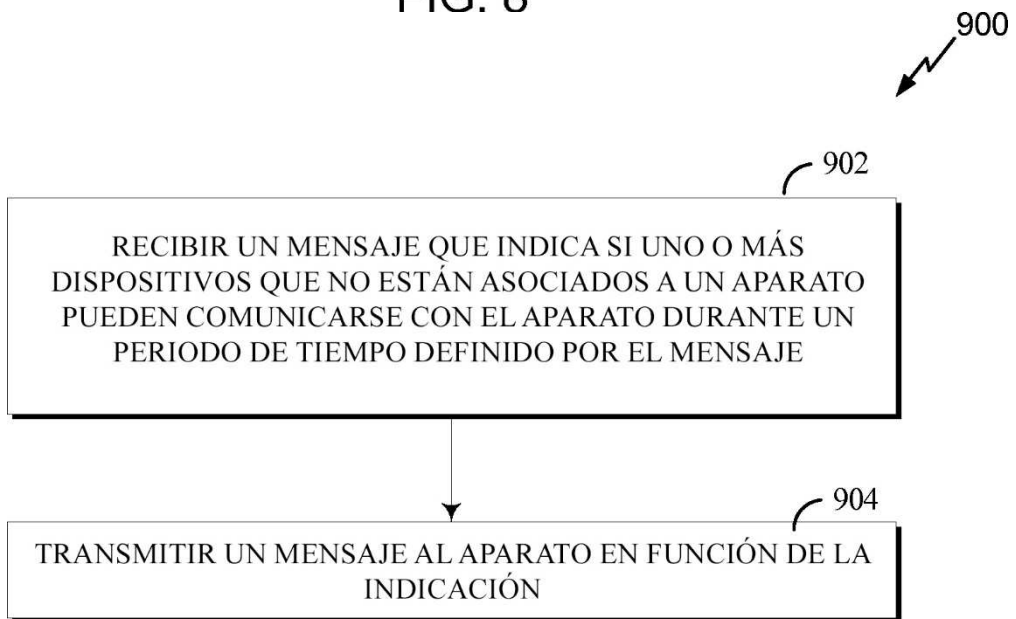 FIG. 8
900
902
RECIBIR UN MENSAJE QUE INDICA SI UNO O MÁS
DISPOSITIVOS QUE NO ESTÁN ASOCIADOS A UN APARATO
PUEDEN COMUNICARSE CON EL APARATO DURANTE UN
PERIODO DE TIEMPO DEFINIDO POR EL MENSAJE
904
TRANSMITIR UN MENSAJE AL APARATO EN FUNCIÓN DE LA
INDICACIÓN